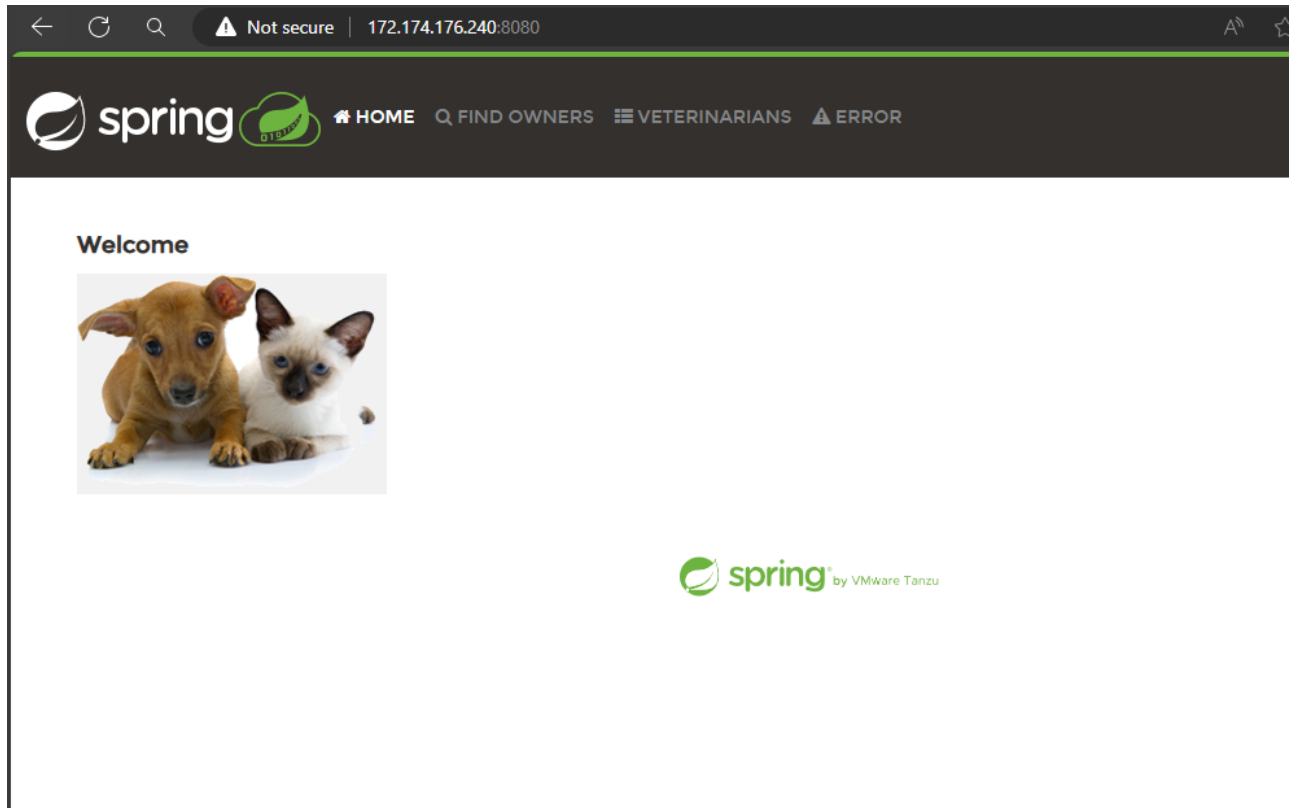 Not secure 172.174.176.240:8080
spring HOME FIND OWNERS VETERINARIANS ERROR
Welcome
spring by VMware Tanzu